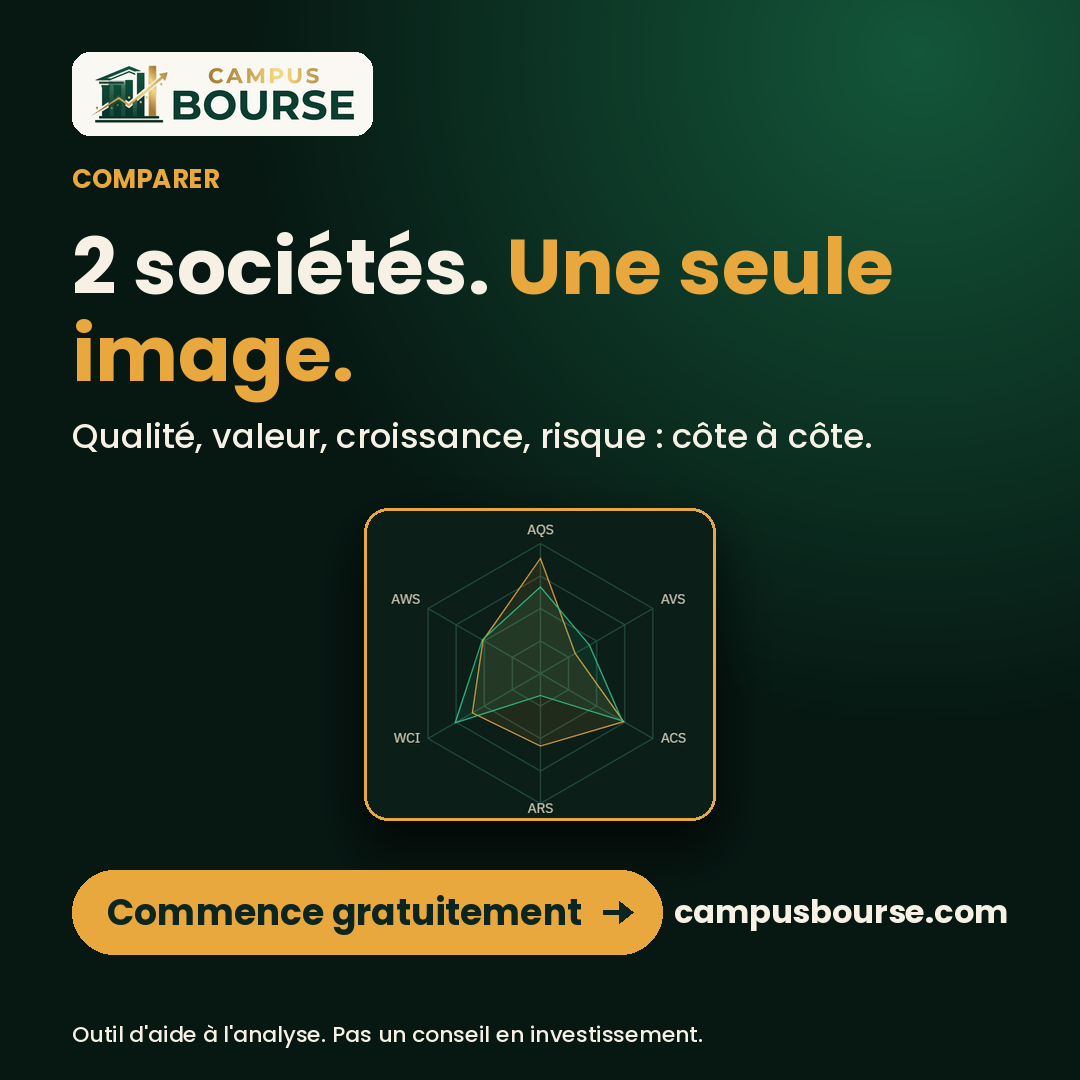 CAMPUS
BOURSE
COMPARER
2 sociétés. Une seule
image.
Qualité, valeur, croissance, risque : côte à côte.
AQS
AWS
AVS
WCI
ACS
ARS
Commence gratuitement → campusbourse.com
Outil d'aide à l'analyse. Pas un conseil en investissement.